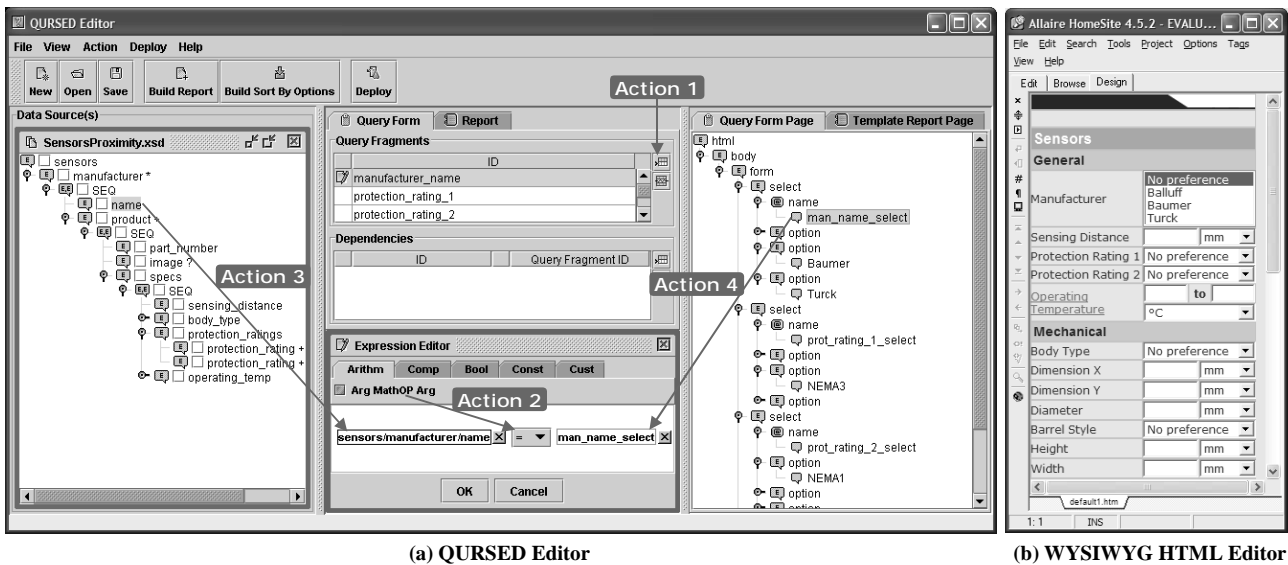 QURSED Editor
File View Action Deploy Help
New Open Save Build Report Build Sort By Options Deploy
Action 1
Data Source(s)
SensorsProximity.xsd
sensors
manufacturer *
SEQ
name
product +
SEQ
part_number
image ?
specs
SEQ
sensing_distance
body_type
protection_ratings
protection_rating +
protection_rating +
operating_temp
Action 3
Query Form Report
Query Fragments
ID
manufacturer_name
protection_rating_1
protection_rating_2
Dependencies
ID Query Fragment ID
Action 4
Expression Editor
Arithm Comp Bool Const Cust
Arg MathOP Arg
Action 2
sensors/manufacturer/name = man_name_select
OK Cancel
Query Form Page Template Report Page
html
body
form
select
name
man_name_select
option
option
Baumer
option
Turck
select
name
prot_rating_1_select
option
option
NEMA3
option
select
name
prot_rating_2_select
option
NEMA1
option
option
(a) QURSED Editor
Allaire HomeSite 4.5.2 - EVALU...
File Edit Search Tools Project Options Tags
View Help
Edit Browse Design
Sensors
General
Manufacturer
No preference
Balluff
Baumer
Turck
Sensing Distance mm
Protection Rating 1 No preference
Protection Rating 2 No preference
Operating
Temperature
to
°C
Mechanical
Body Type No preference
Dimension X mm
Dimension Y mm
Diameter mm
Barrel Style No preference
Height mm
Width mm
default1.htm
1: 1 INS
(b) WYSIWYG HTML Editor